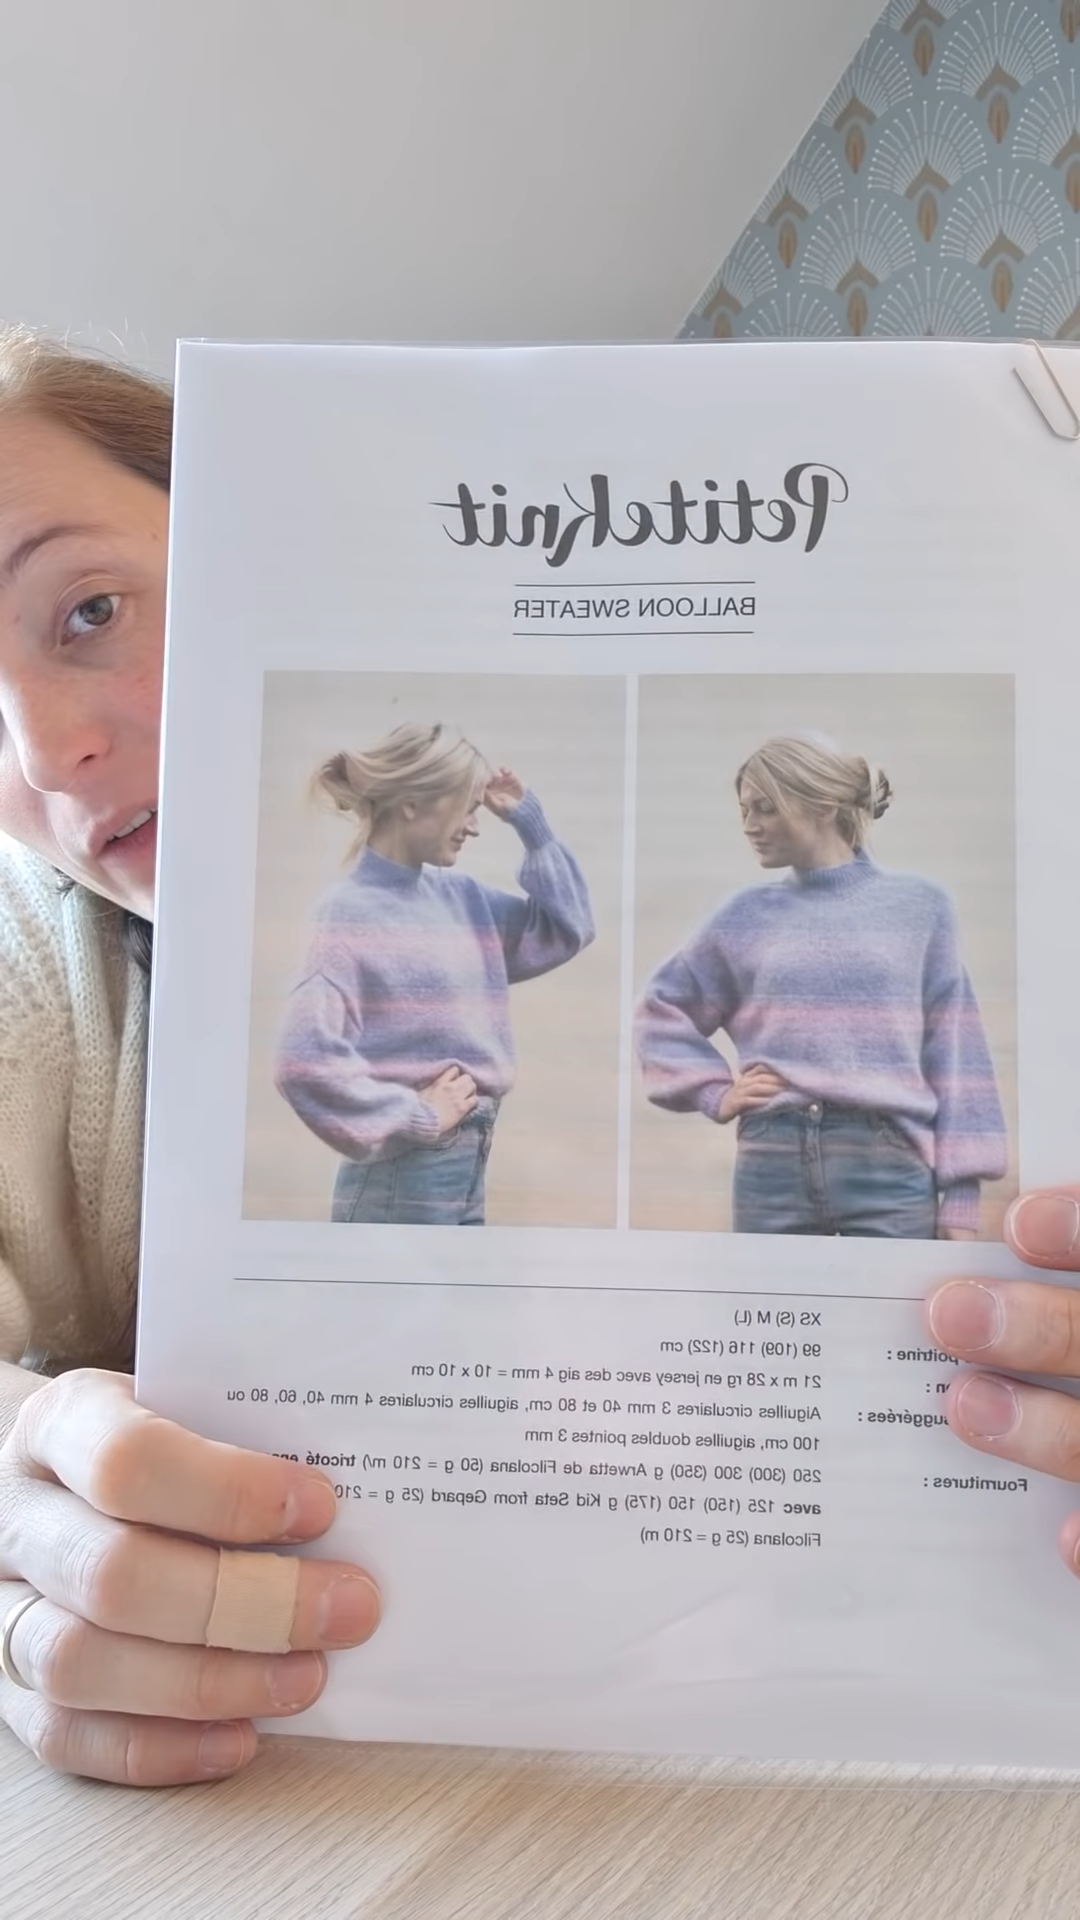 PetiteKnit
BALLOON SWEATER
XS (S) M (L)
poitrine : 99 (109) 116 (122) cm
21 m x 28 rg en jersey avec des aig 4 mm = 10 x 10 cm
Aiguilles circulaires 3 mm 40 et 80 cm, aiguilles circulaires 4 mm 40, 60, 80 ou
100 cm, aiguilles doubles pointes 3 mm
Fournitures : 250 (300) 300 (350) g Arwetta de Filcolana (50 g = 210 m) tricoté
avec 125 (150) 150 (175) g Kid Seta from Gepard (25 g = 210
Filcolana (25 g = 210 m)